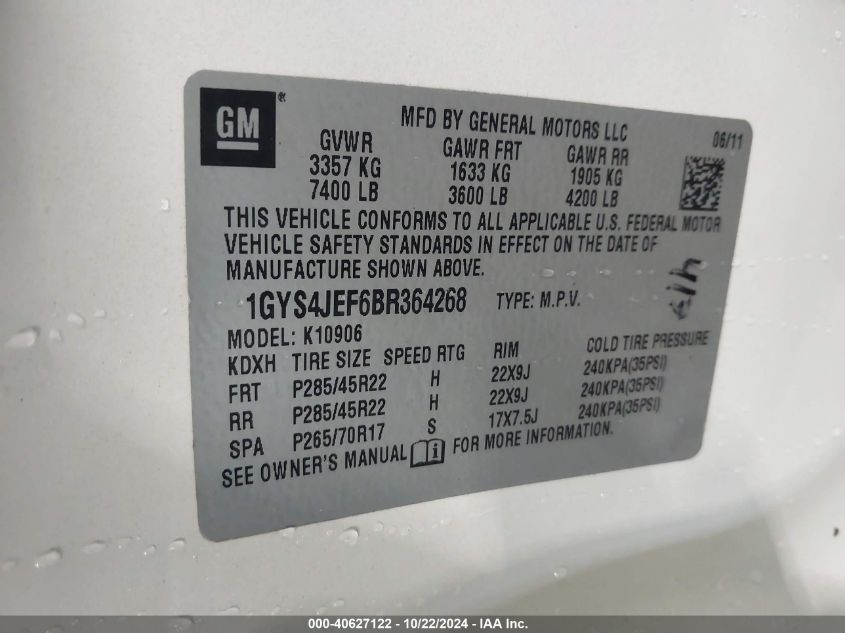 GM®
MFD BY GENERAL MOTORS LLC 06/11
GVWR GAWR FRT GAWR RR
3357 KG 1633 KG 1905 KG
7400 LB 3600 LB 4200 LB
THIS VEHICLE CONFORMS TO ALL APPLICABLE U.S. FEDERAL MOTOR
VEHICLE SAFETY STANDARDS IN EFFECT ON THE DATE OF
MANUFACTURE SHOWN ABOVE.
1GYS4JEF6BR364268 TYPE: M.P.V.
MODEL: K10906
KDXH TIRE SIZE SPEED RTG RIM COLD TIRE PRESSURE
FRT P285/45R22 H 22X9J 240KPA(35PSI)
RR P285/45R22 H 22X9J 240KPA(35PSI)
SPA P265/70R17 S 17X7.5J 240KPA(35PSI)
SEE OWNER'S MANUAL FOR MORE INFORMATION.
000-40627122 - 10/22/2024 - IAA, Inc.